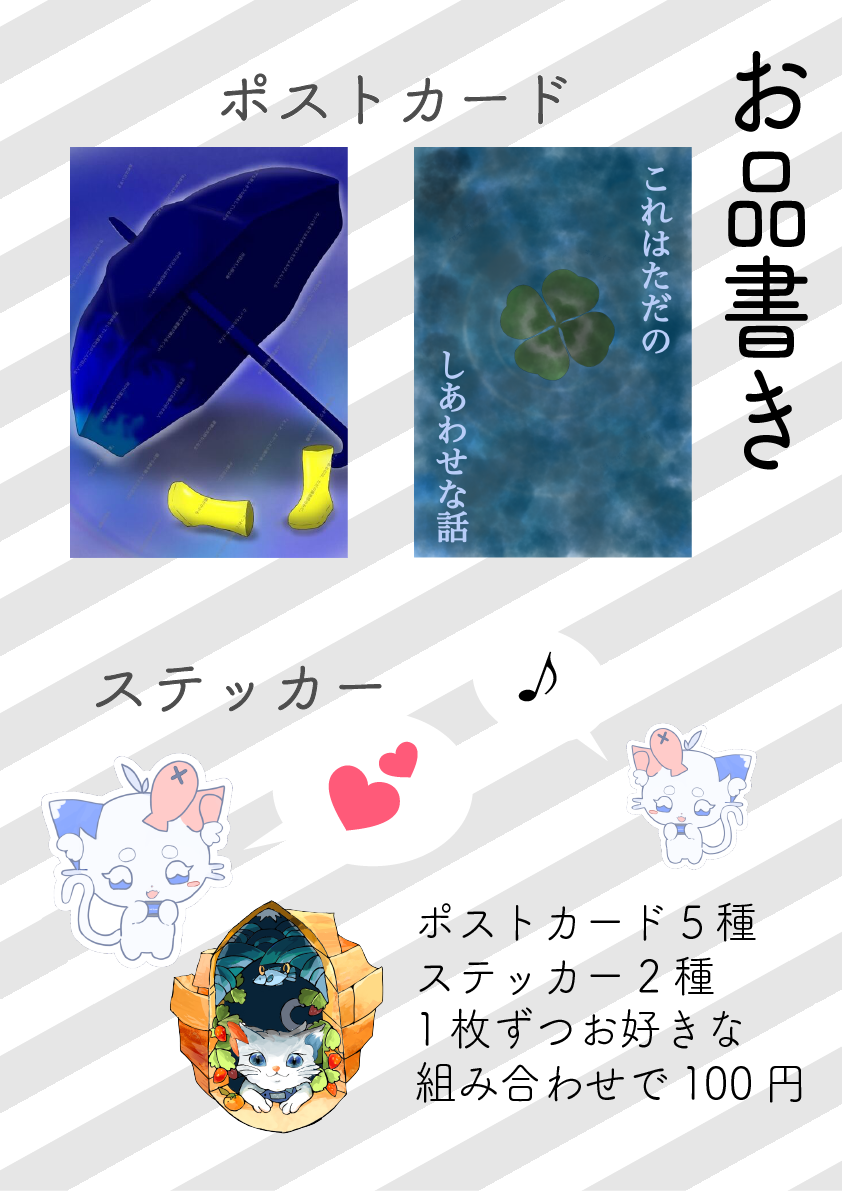 お品書き
ポストカード
これはただの
しあわせな話
ステッカー
ポストカード5種
ステッカー2種
1枚ずつお好きな
組み合わせで100円